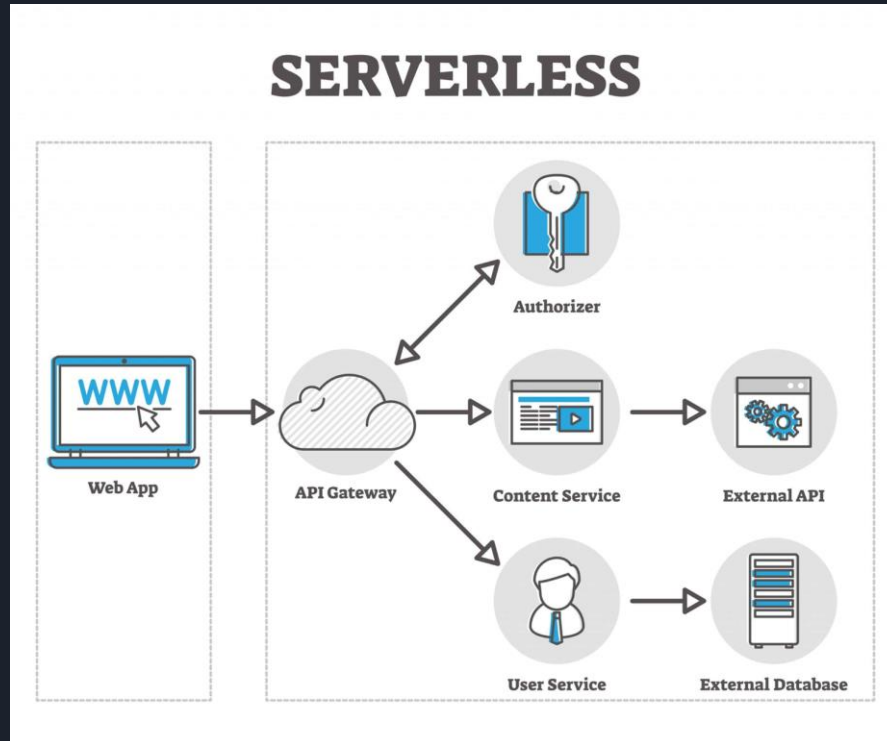 SERVERLESS
Authorizer
WWW
Web App
API Gateway
Content Service
External API
User Service
External Database